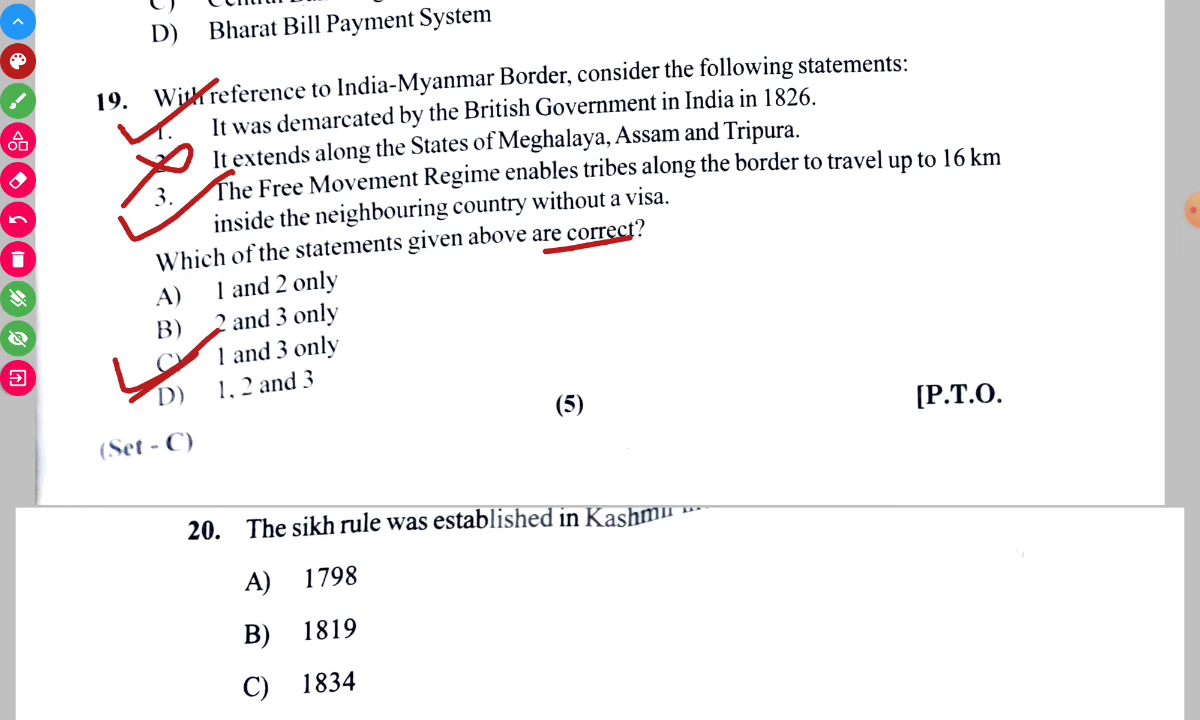 D) Bharat Bill Payment System
19. With reference to India-Myanmar Border, consider the following statements:
1. It was demarcated by the British Government in India in 1826.
It extends along the States of Meghalaya, Assam and Tripura.
3. The Free Movement Regime enables tribes along the border to travel up to 16 km
inside the neighbouring country without a visa.
Which of the statements given above are correct?
A) 1 and 2 only
B) 2 and 3 only
C) 1 and 3 only
D) 1, 2 and 3
(5)
[P.T.O.
(Set - C)
20. The sikh rule was established in Kashmir
A) 1798
B) 1819
C) 1834